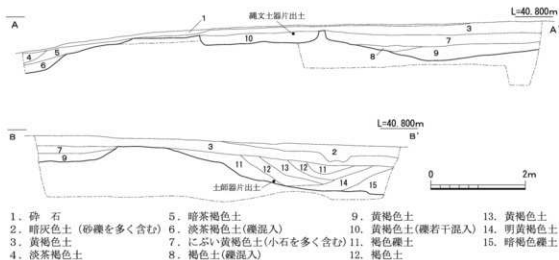 A
1
縄文土器片出土
L=40.800m
A'
4
5
6
10
3
7
8
9
B
L=40.800m
B'
7
9
3
2
11
12
13
12
11
14
15
土師器片出土
0
2m
1. 砕 石
2. 暗灰色土 (砂礫を多く含む)
3. 黄褐色土
4. 淡茶褐色土
5. 暗茶褐色土
6. 淡茶褐色土(礫混入)
7. にぶい黄褐色土(小石を多く含む)
8. 褐色土(礫混入)
9. 黄褐色土
10. 黄褐色土(礫若干混入)
11. 褐色礫土
12. 褐色土
13. 黄褐色土
14. 明黄褐色土
15. 暗褐色礫土